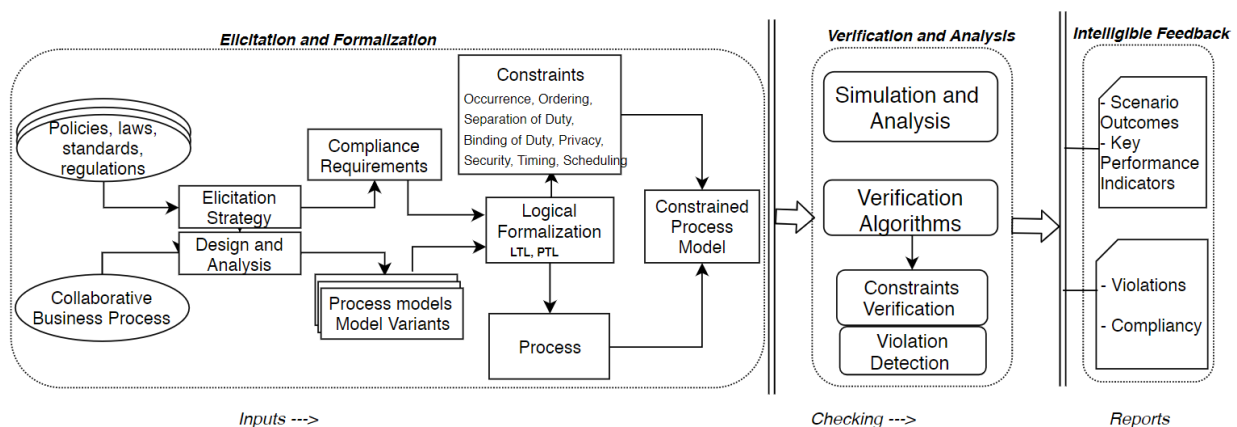 Elicitation and Formalization
Policies, laws,
standards,
regulations
Collaborative
Business Process
Elicitation
Strategy
Design and
Analysis
Compliance
Requirements
Process models
Model Variants
Constraints
Occurrence, Ordering,
Separation of Duty,
Binding of Duty, Privacy,
Security, Timing, Scheduling
Logical
Formalization
LTL, PTL
Process
Constrained
Process
Model
Inputs --->
Verification and Analysis
Simulation and
Analysis
Verification
Algorithms
Constraints
Verification
Violation
Detection
Checking --->
Intelligible Feedback
- Scenario
Outcomes
- Key
Performance
Indicators
- Violations
- Compliancy
Reports